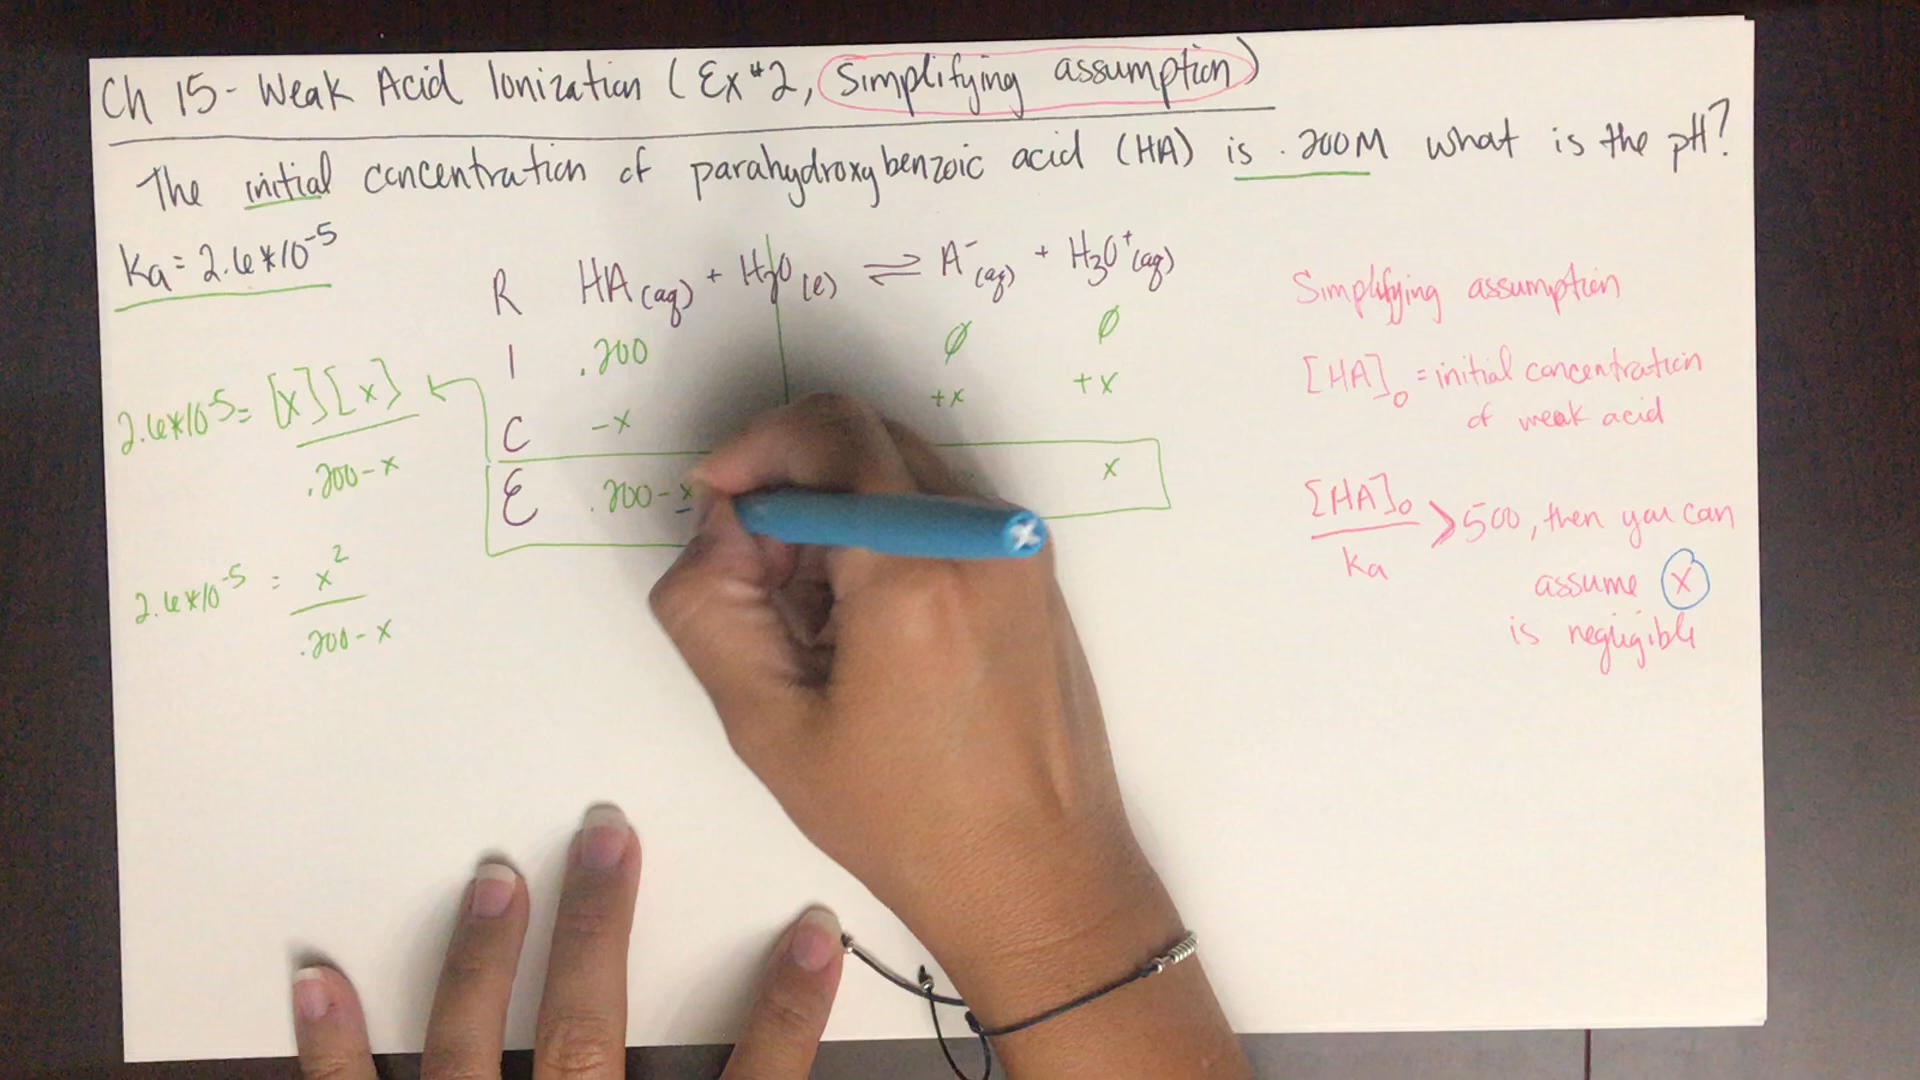 Ch 15 - Weak Acid Ionization (Ex #2, Simplifying assumption)
The initial concentration of parahydroxybenzoic acid (HA) is .200M what is the pH?
Ka = 2.6*10⁻⁵
R HA(aq) + H₂O(l) ⇌ A⁻(aq) + H₃O⁺(aq)
I .200 ∅ ∅
C -x +x +x
E .200-x x
2.6*10⁻⁵ = [x][x]
.200-x
2.6*10⁻⁵ = x²
.200-x
Simplifying assumption
[HA]₀ = initial concentration
of weak acid
[HA]₀
Ka
>500, then you can
assume x
is negligible